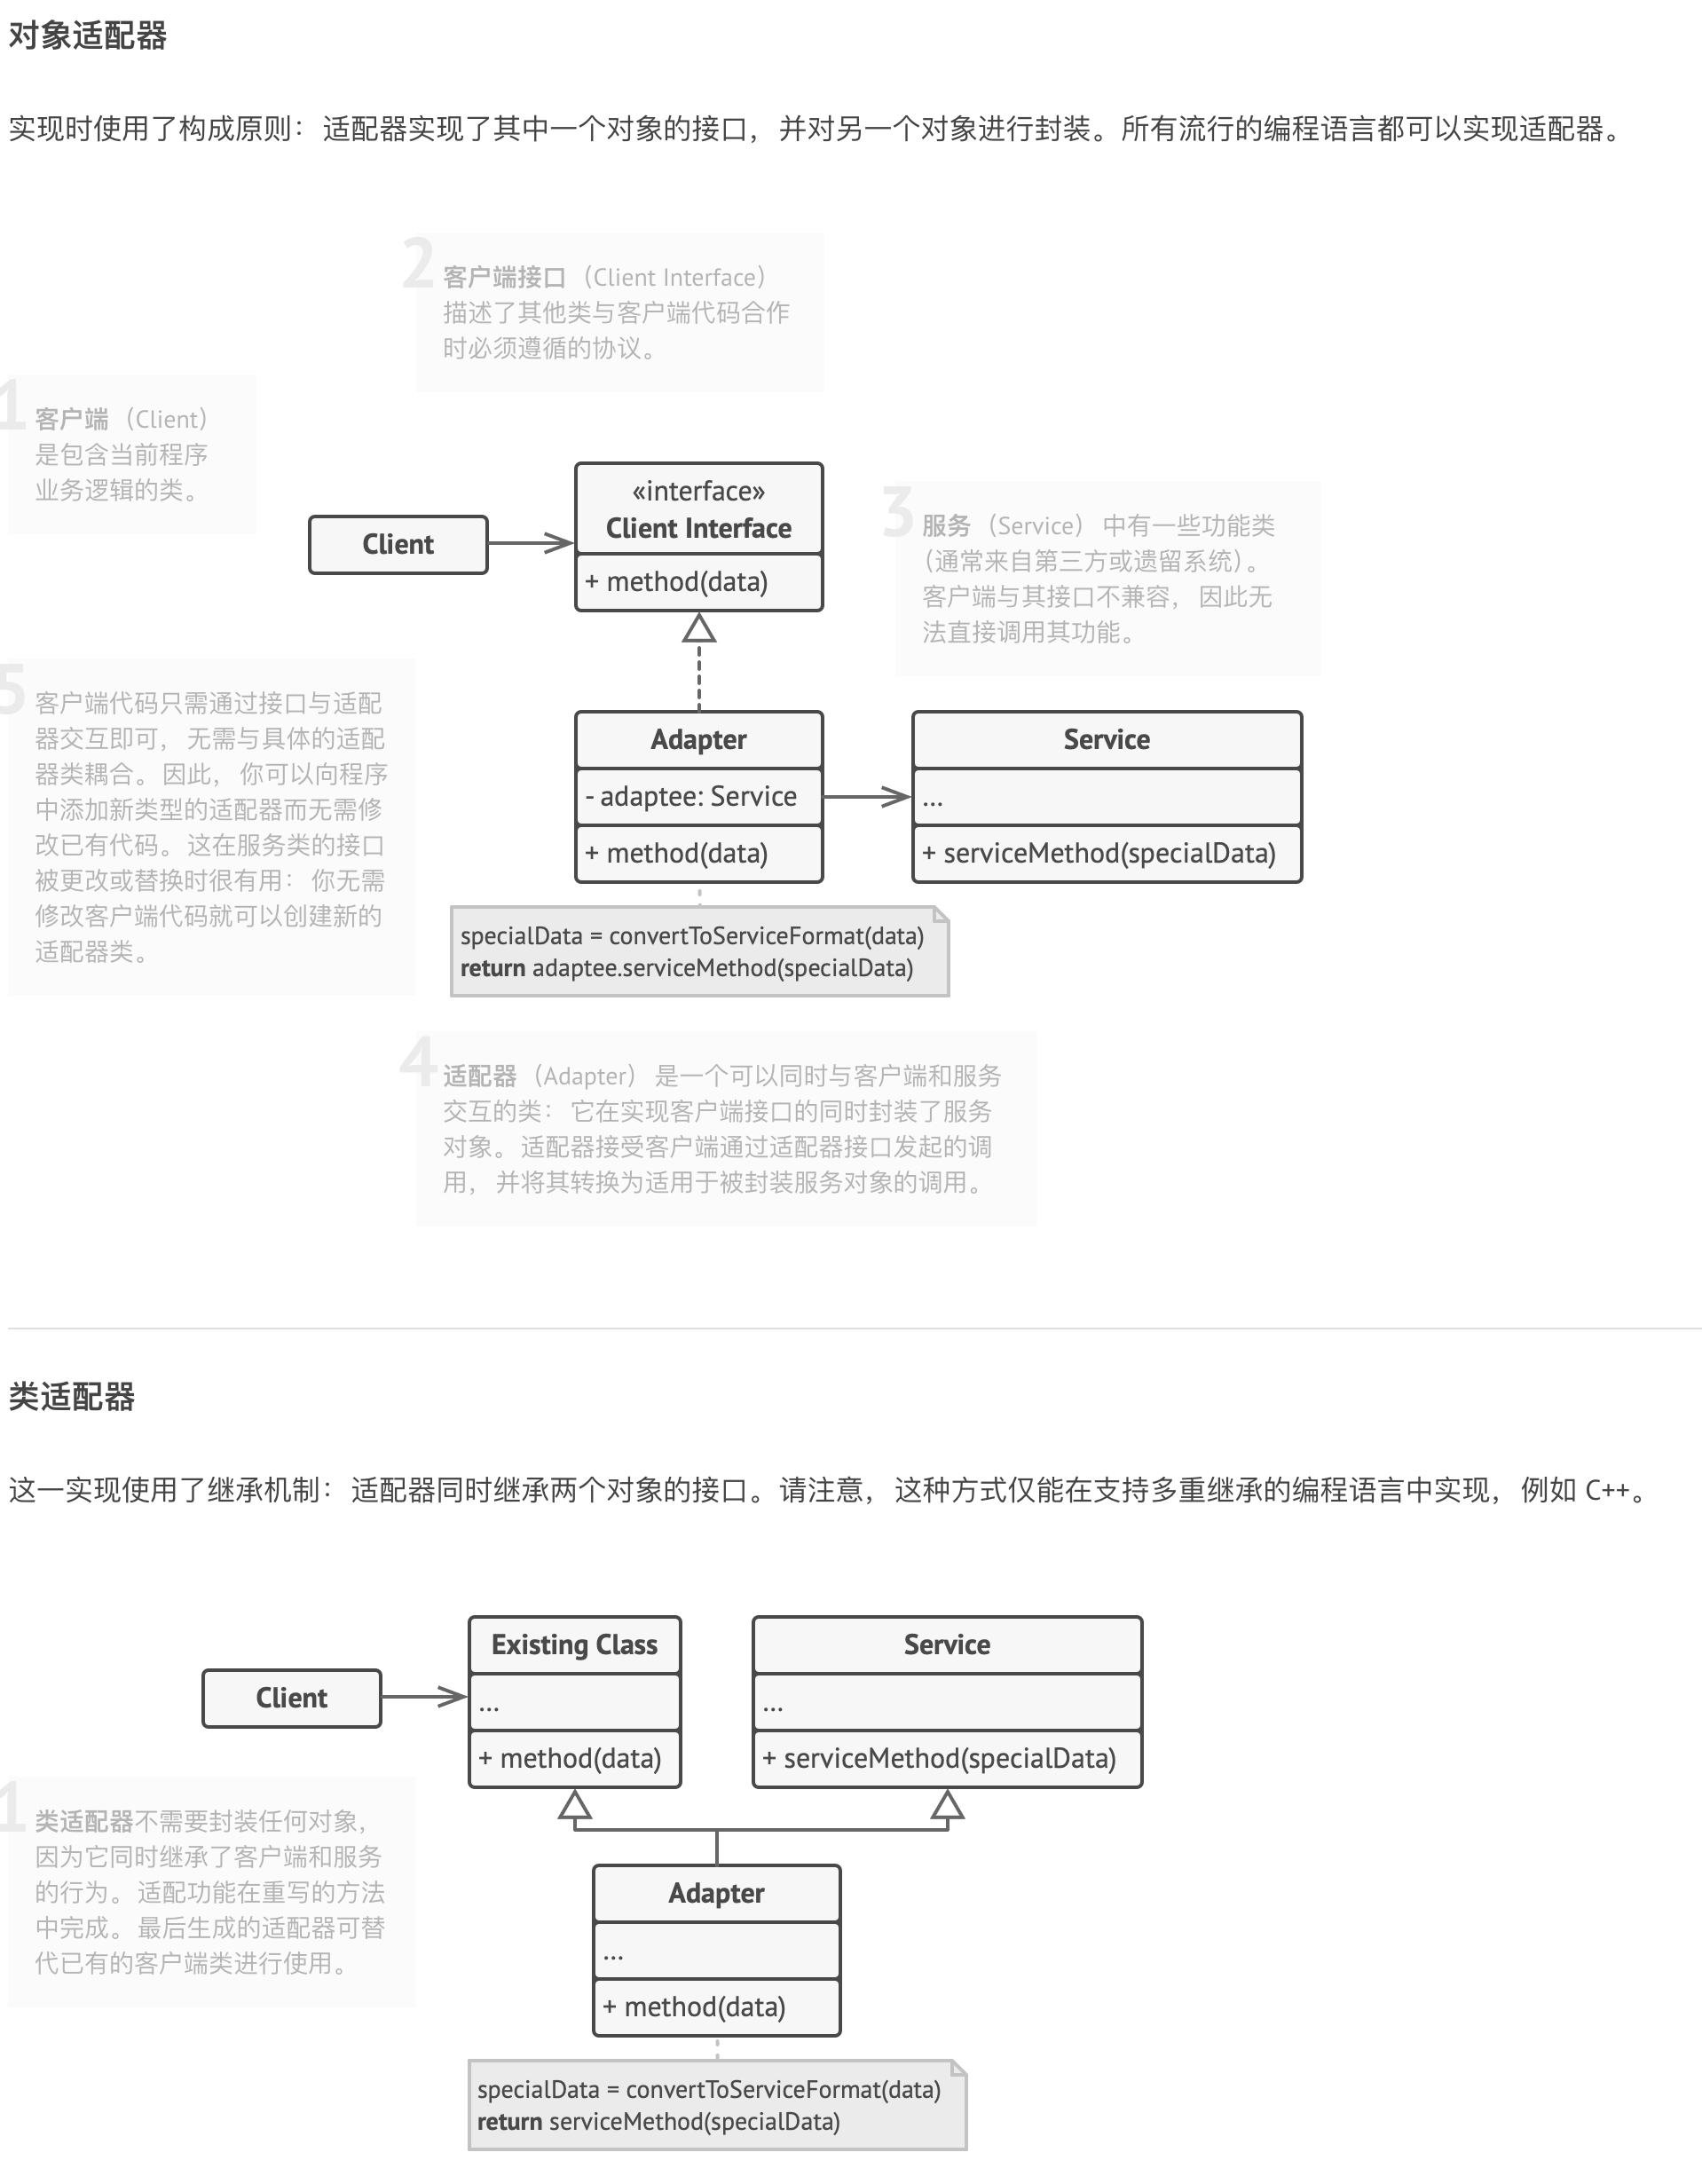 对象适配器
实现时使用了构成原则： 适配器实现了其中一个对象的接口， 并对另一个对象进行封装。 所有流行的编程语言都可以实现适配器。
2
客户端接口 （Client Interface）
描述了其他类与客户端代码合作
时必须遵循的协议。
1
客户端 （Client）
是包含当前程序
业务逻辑的类。
Client
«interface»
Client Interface
+ method(data)
3
服务 （Service） 中有一些功能类
（通常来自第三方或遗留系统）。
客户端与其接口不兼容， 因此无
法直接调用其功能。
5
客户端代码只需通过接口与适配
器交互即可， 无需与具体的适配
器类耦合。 因此， 你可以向程序
中添加新类型的适配器而无需修
改已有代码。 这在服务类的接口
被更改或替换时很有用： 你无需
修改客户端代码就可以创建新的
适配器类。
Adapter
- adaptee: Service
+ method(data)
Service
...
+ serviceMethod(specialData)
specialData = convertToServiceFormat(data)
return adaptee.serviceMethod(specialData)
4
适配器 （Adapter） 是一个可以同时与客户端和服务
交互的类： 它在实现客户端接口的同时封装了服务
对象。 适配器接受客户端通过适配器接口发起的调
用， 并将其转换为适用于被封装服务对象的调用。
类适配器
这一实现使用了继承机制： 适配器同时继承两个对象的接口。 请注意， 这种方式仅能在支持多重继承的编程语言中实现， 例如 C++。
Client
Existing Class
...
+ method(data)
Service
...
+ serviceMethod(specialData)
1
类适配器不需要封装任何对象，
因为它同时继承了客户端和服务
的行为。 适配功能在重写的方法
中完成。 最后生成的适配器可替
代已有的客户端类进行使用。
Adapter
...
+ method(data)
specialData = convertToServiceFormat(data)
return serviceMethod(specialData)